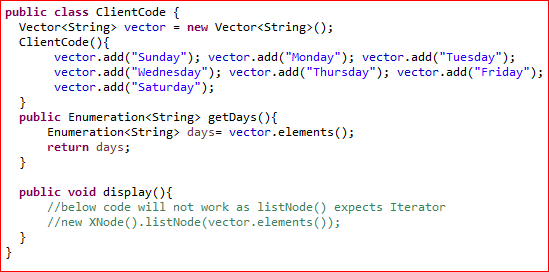 public class ClientCode {
Vector<String> vector = new Vector<String>();
ClientCode(){
vector.add("Sunday"); vector.add("Monday"); vector.add("Tuesday");
vector.add("Wednesday"); vector.add("Thursday"); vector.add("Friday");
vector.add("Saturday");
}
public Enumeration<String> getDays(){
Enumeration<String> days= vector.elements();
return days;
}
public void display(){
//below code will not work as listNode() expects Iterator
//new XNode().listNode(vector.elements());
}
}